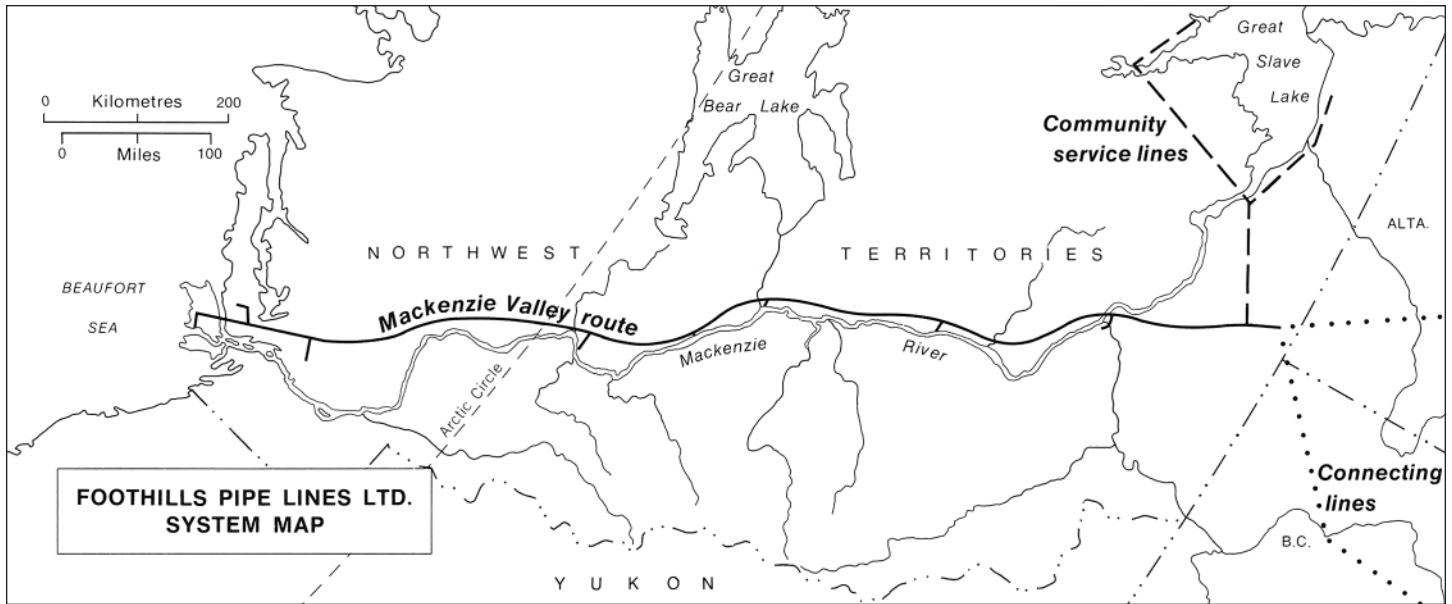 0 Kilometres 200
0 Miles 100
Great
Bear Lake
Great
Slave
Lake
Community
service lines
ALTA.
NORTHWEST TERRITORIES
BEAUFORT
SEA
Mackenzie Valley route
Mackenzie River
Arctic Circle
FOOTHILLS PIPE LINES LTD.
SYSTEM MAP
Connecting
lines
B.C.
YUKON